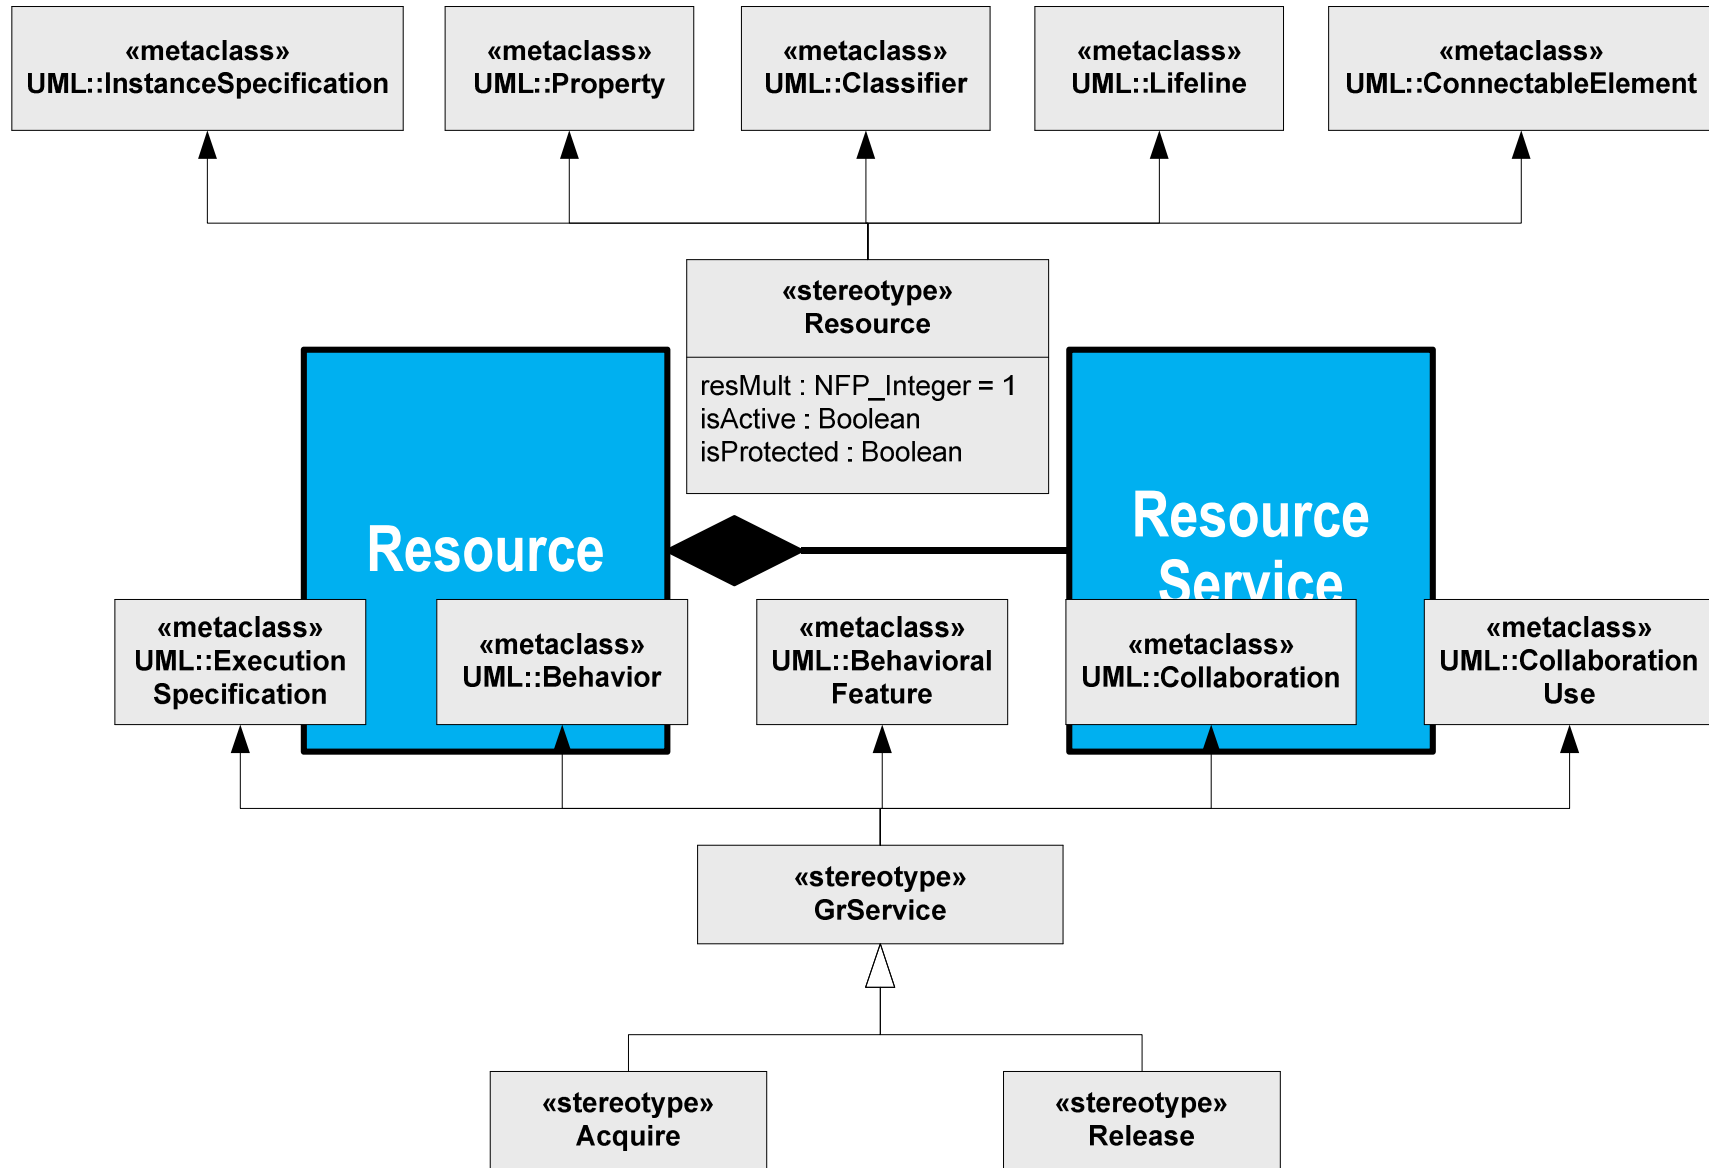 «metaclass»
UML::InstanceSpecification
«metaclass»
UML::Property
«metaclass»
UML::Classifier
«metaclass»
UML::Lifeline
«metaclass»
UML::ConnectableElement
«stereotype»
Resource
resMult : NFP_Integer = 1
isActive : Boolean
isProtected : Boolean
Resource
Resource
Service
«metaclass»
UML::Execution
Specification
«metaclass»
UML::Behavior
«metaclass»
UML::Behavioral
Feature
«metaclass»
UML::Collaboration
«metaclass»
UML::Collaboration
Use
«stereotype»
GrService
«stereotype»
Acquire
«stereotype»
Release